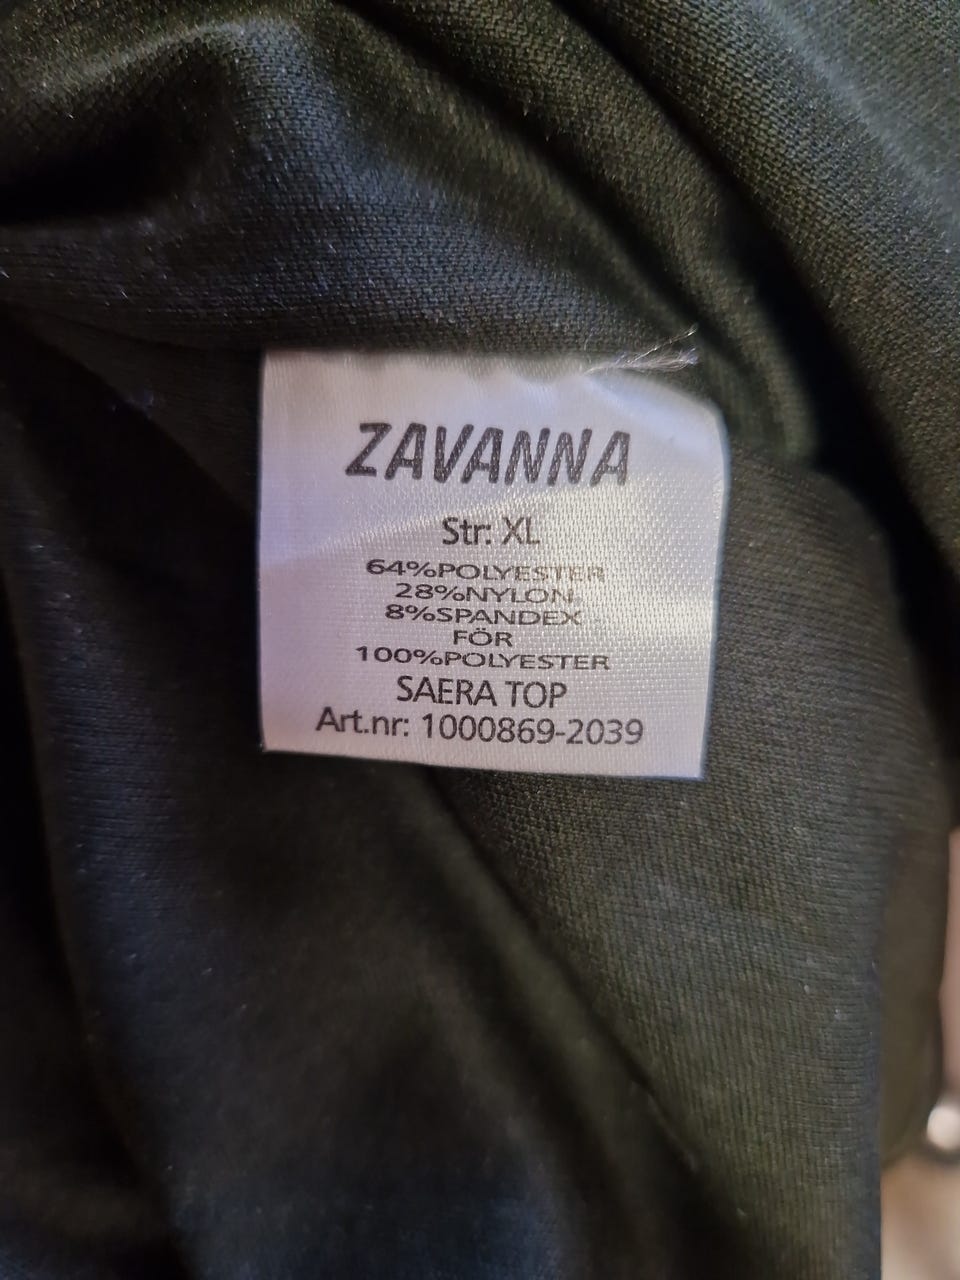 ZAVANNA
Str: XL
64%POLYESTER
28%NYLON
8%SPANDEX
FÖR
100%POLYESTER
SAERA TOP
Art.nr: 1000869-2039